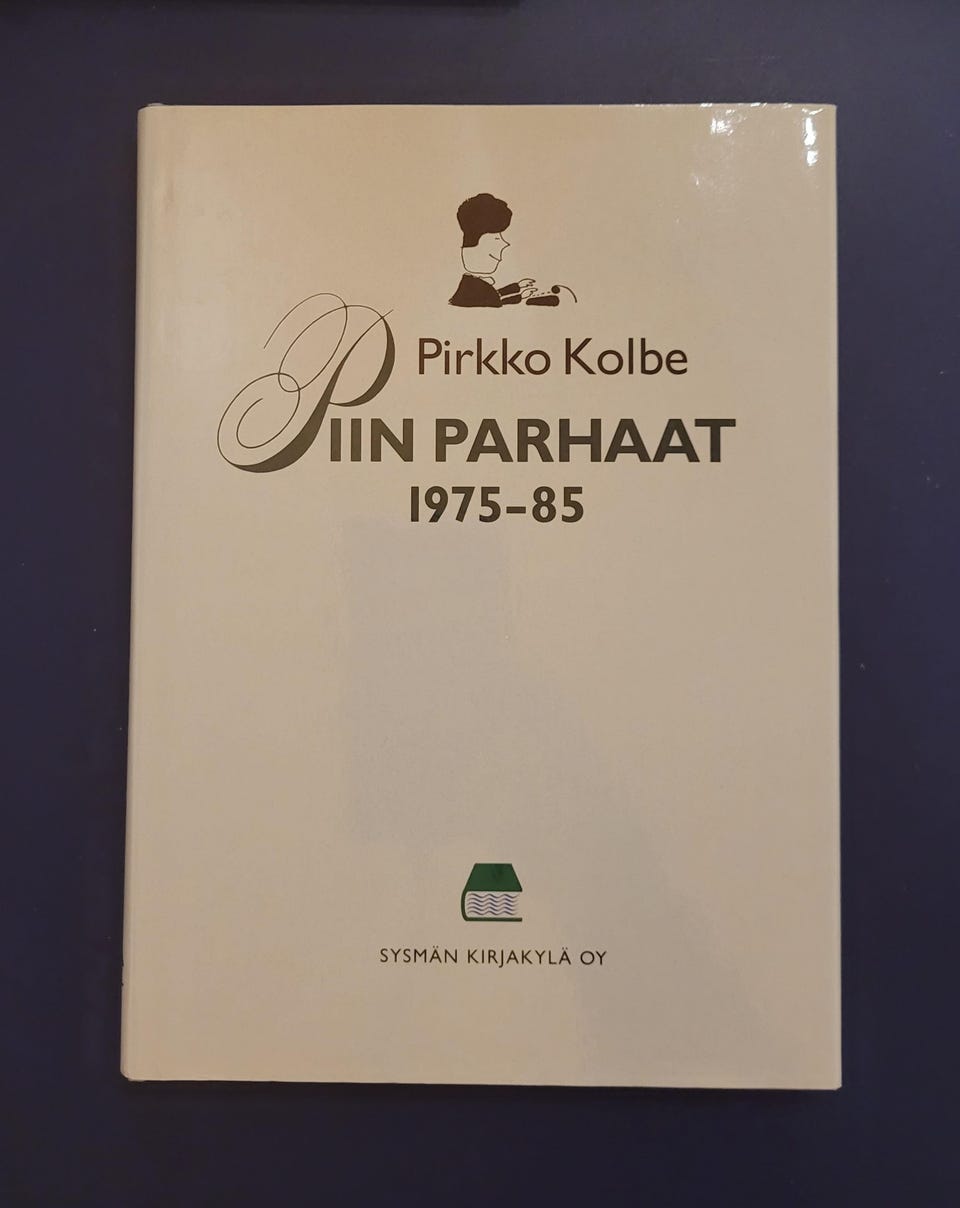 Pirkko Kolbe
PIIN PARHAAT
1975–85
SYSMÄN KIRJAKYLÄ OY